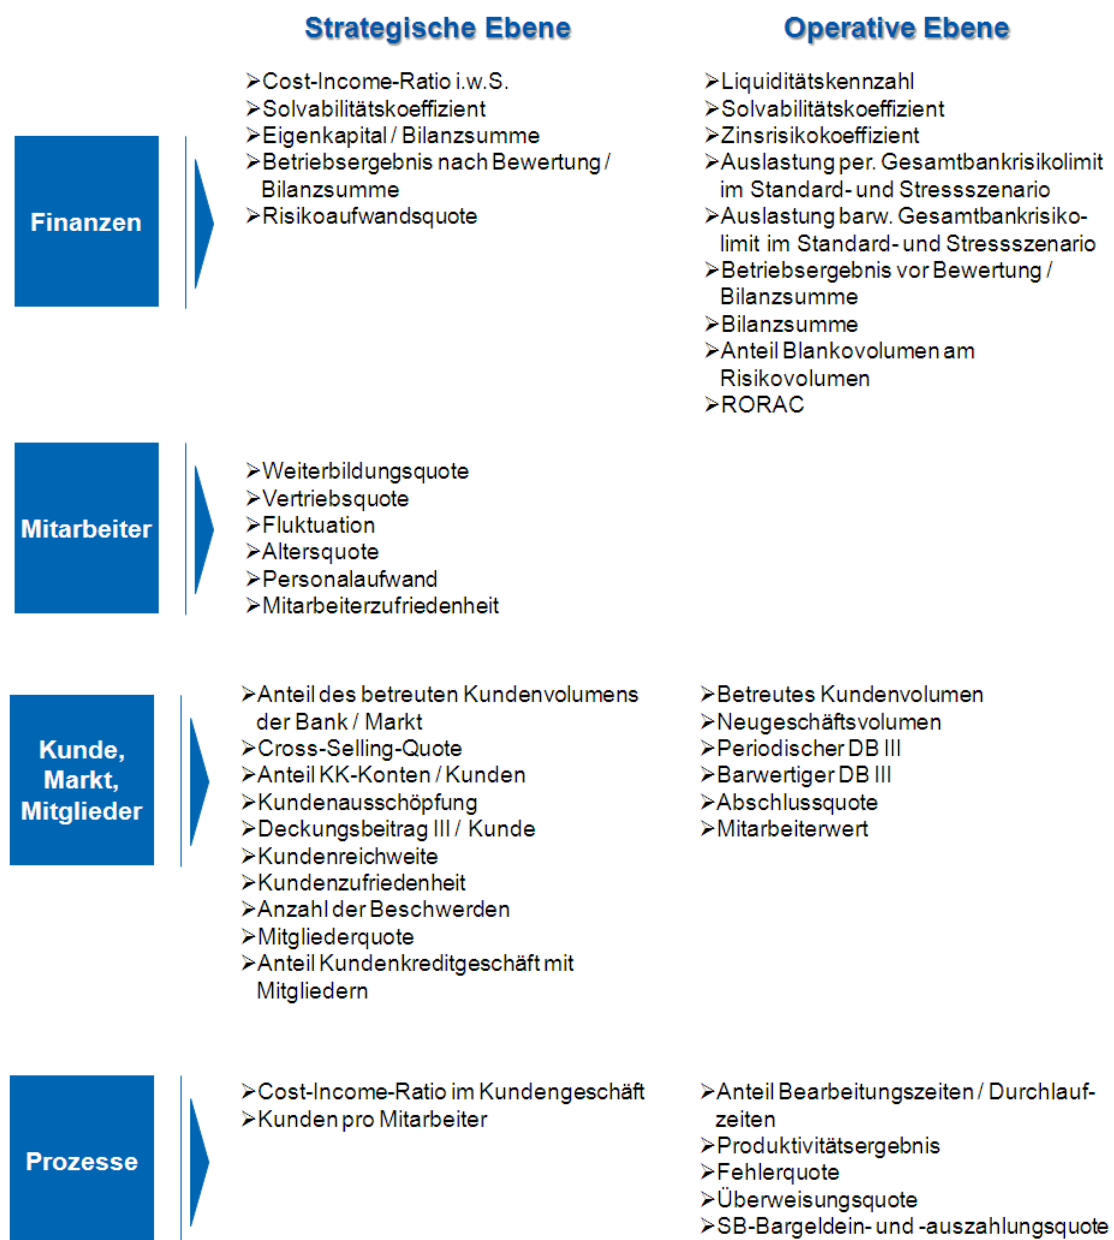 Strategische Ebene
Operative Ebene
Finanzen
➢Cost-Income-Ratio i.w.S.
➢Solvabilitätskoeffizient
➢Eigenkapital / Bilanzsumme
➢Betriebsergebnis nach Bewertung /
Bilanzsumme
➢Risikoaufwandsquote
➢Liquiditätskennzahl
➢Solvabilitätskoeffizient
➢Zinsrisikokoeffizient
➢Auslastung per. Gesamtbankrisikolimit
im Standard- und Stressszenario
➢Auslastung barw. Gesamtbankrisiko-
limit im Standard- und Stressszenario
➢Betriebsergebnis vor Bewertung /
Bilanzsumme
➢Bilanzsumme
➢Anteil Blankovolumen am
Risikovolumen
➢RORAC
Mitarbeiter
➢Weiterbildungsquote
➢Vertriebsquote
➢Fluktuation
➢Altersquote
➢Personalaufwand
➢Mitarbeiterzufriedenheit
Kunde,
Markt,
Mitglieder
➢Anteil des betreuten Kundenvolumens
der Bank / Markt
➢Cross-Selling-Quote
➢Anteil KK-Konten / Kunden
➢Kundenausschöpfung
➢Deckungsbeitrag III / Kunde
➢Kundenreichweite
➢Kundenzufriedenheit
➢Anzahl der Beschwerden
➢Mitgliederquote
➢Anteil Kundenkreditgeschäft mit
Mitgliedern
➢Betreutes Kundenvolumen
➢Neugeschäftsvolumen
➢Periodischer DB III
➢Barwertiger DB III
➢Abschlussquote
➢Mitarbeiterwert
Prozesse
➢Cost-Income-Ratio im Kundengeschäft
➢Kunden pro Mitarbeiter
➢Anteil Bearbeitungszeiten / Durchlauf-
zeiten
➢Produktivitätsergebnis
➢Fehlerquote
➢Überweisungsquote
➢SB-Bargeldein- und -auszahlungsquote